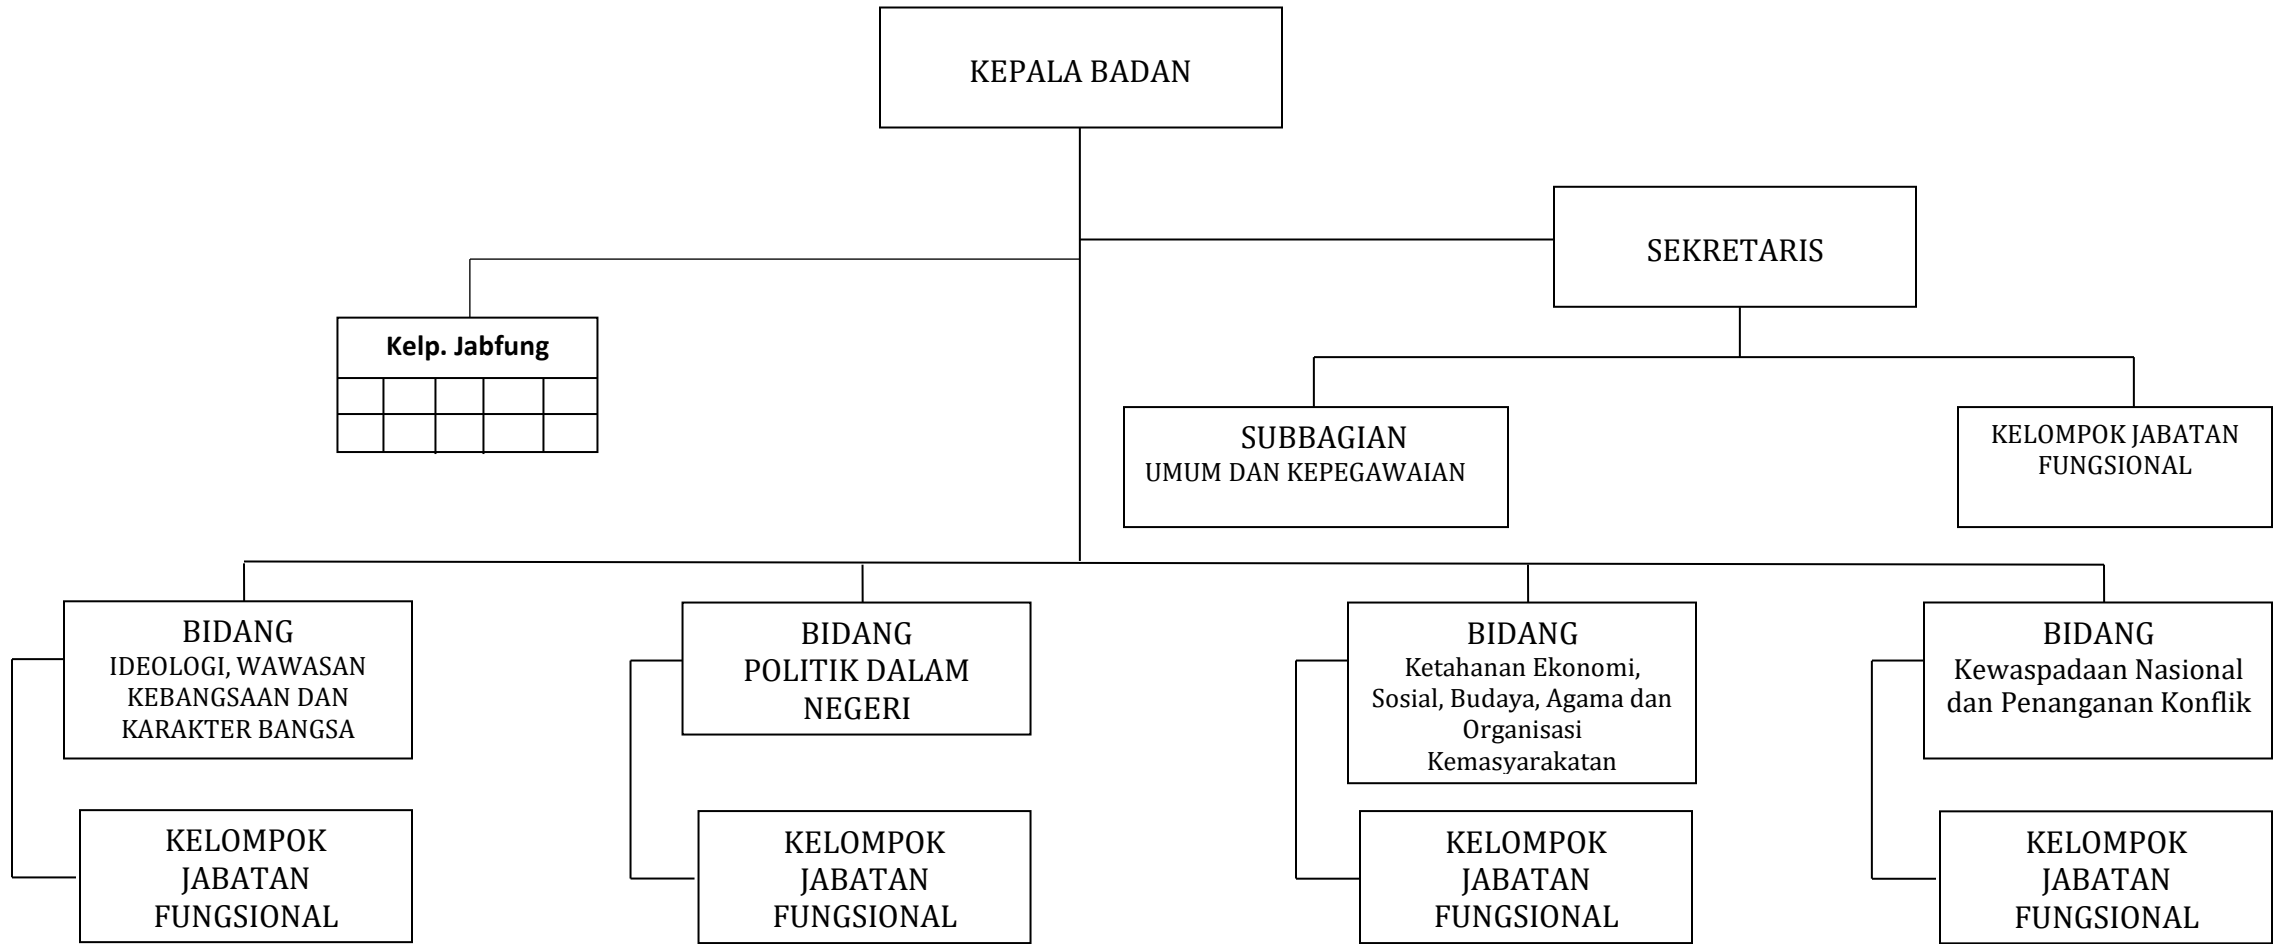 KEPALA BADAN
SEKRETARIS
Kelp. Jabfung
SUBBAGIAN
UMUM DAN KEPEGAWAIAN
KELOMPOK JABATAN
FUNGSIONAL
BIDANG
IDEOLOGI, WAWASAN
KEBANGSAAN DAN
KARAKTER BANGSA
BIDANG
POLITIK DALAM
NEGERI
BIDANG
Ketahanan Ekonomi,
Sosial, Budaya, Agama dan
Organisasi
Kemasyarakatan
BIDANG
Kewaspadaan Nasional
dan Penanganan Konflik
KELOMPOK
JABATAN
FUNGSIONAL
KELOMPOK
JABATAN
FUNGSIONAL
KELOMPOK
JABATAN
FUNGSIONAL
KELOMPOK
JABATAN
FUNGSIONAL